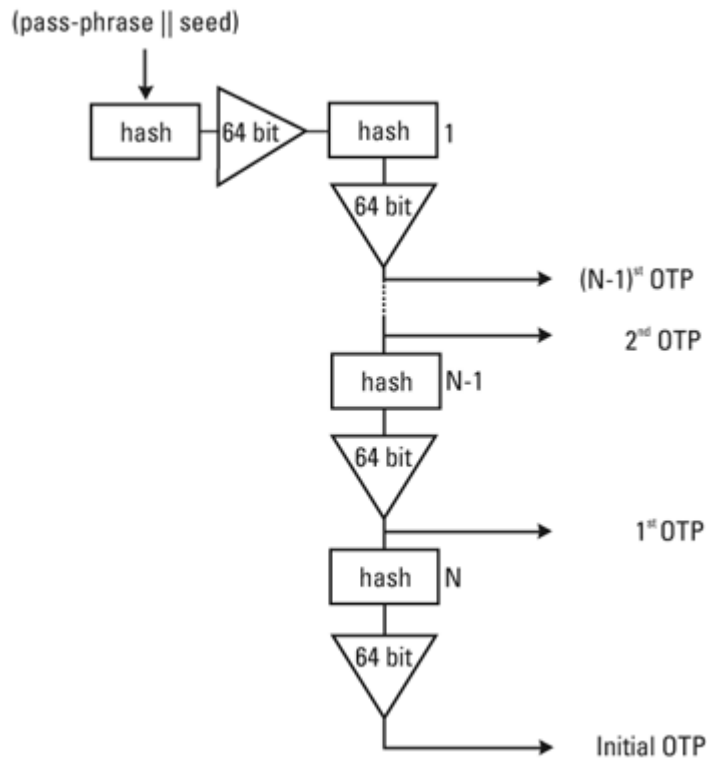 (pass-phrase || seed)
hash
64 bit
hash
1
64 bit
(N-1)st OTP
2nd OTP
hash
N-1
64 bit
1st OTP
hash
N
64 bit
Initial OTP